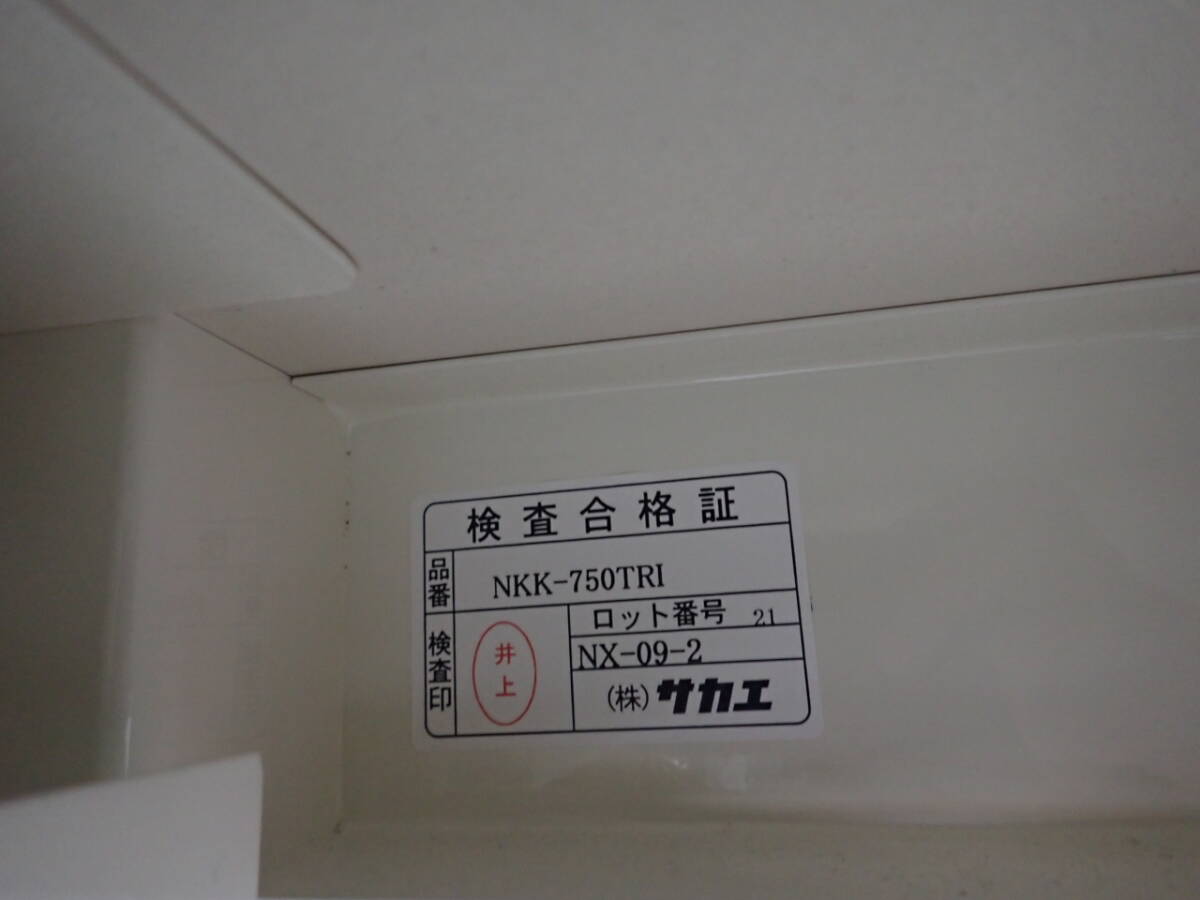 検査合格証
品番 NKK-750TRI
検査印 井上
ロット番号 21
NX-09-2
(株)サカエ